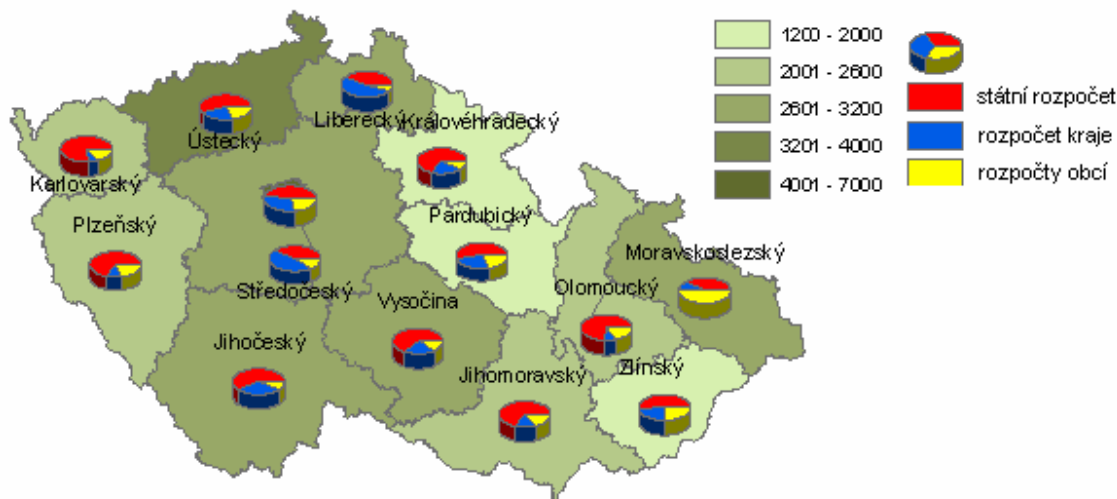 1200 - 2000
2001 - 2600
2601 - 3200
3201 - 4000
4001 - 7000
státní rozpočet
rozpočet kraje
rozpočty obcí
Liberecký
Královéhradecký
Ústecký
Karlovarský
Plzeňský
Pardubický
Moravskoslezský
Středočeský
Vysočina
Olomoucký
Jihočeský
Jihomoravský
Zlínský